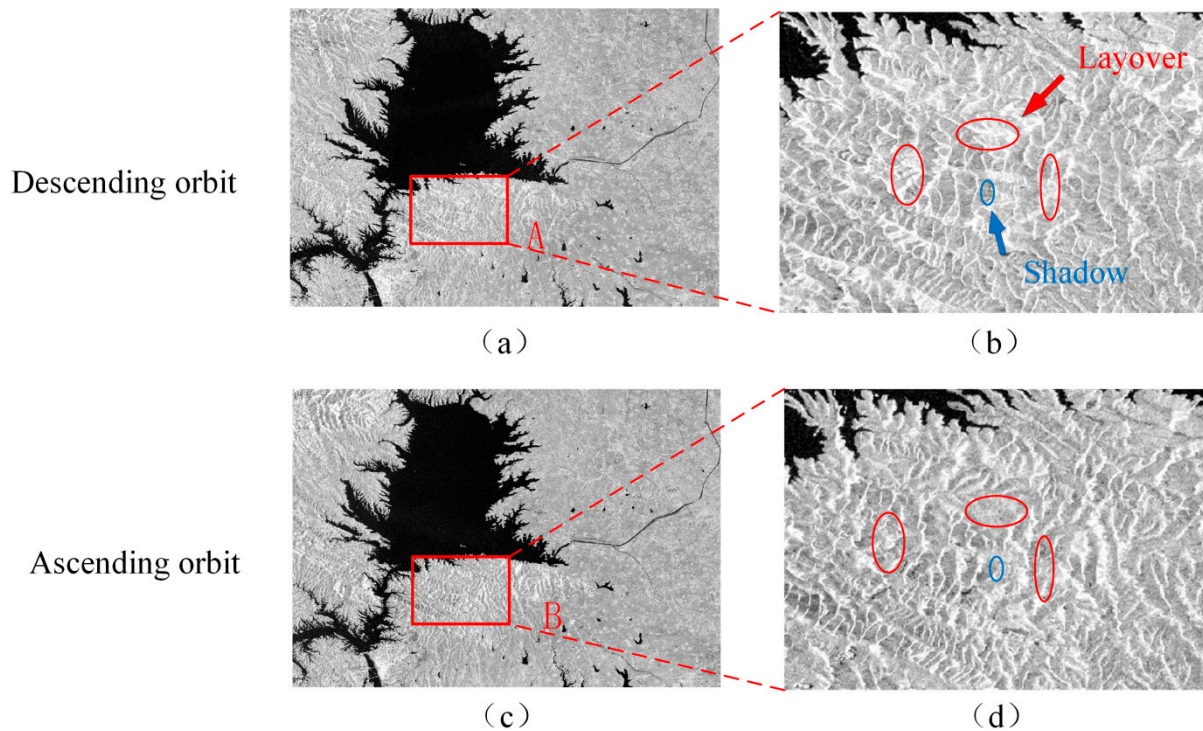 Descending orbit
A
（a）
Layover
Shadow
（b）
Ascending orbit
B
（c）
（d）